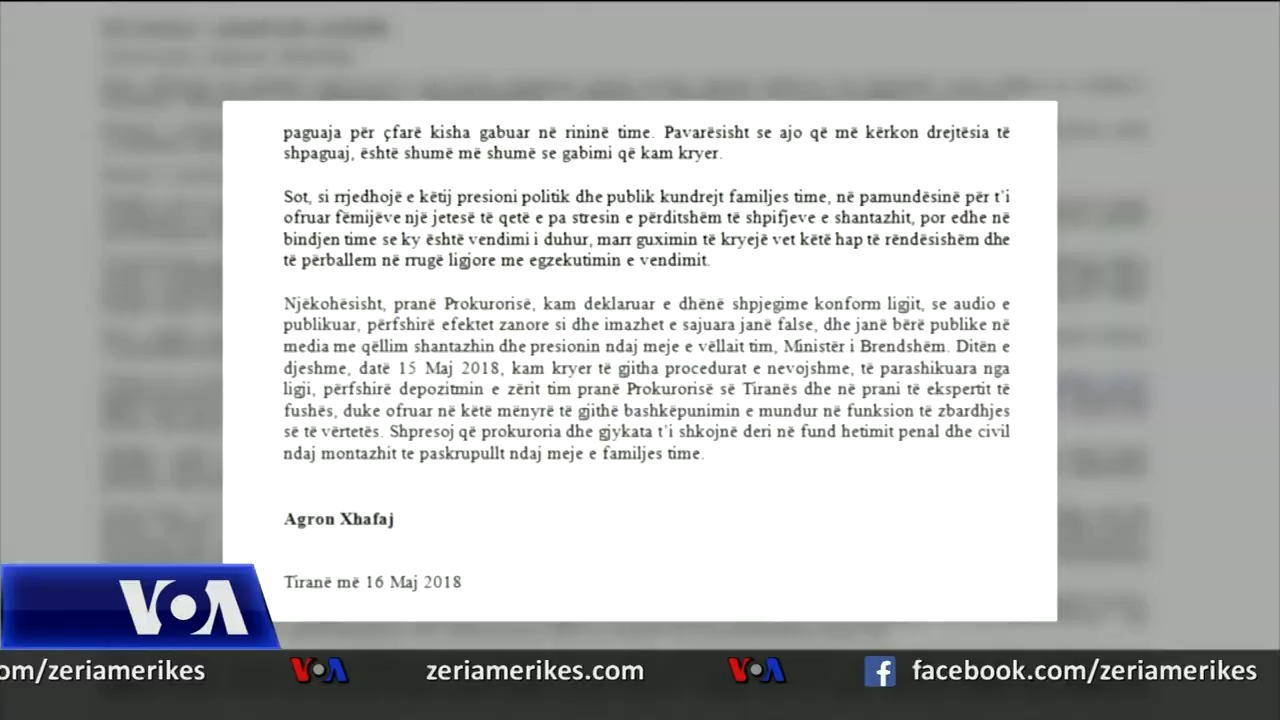 paguaja për çfarë kisha gabuar në rininë time. Pavarësisht se ajo që më kërkon drejtësia të
shpaguaj, është shumë më shumë se gabimi që kam kryer.
Sot, si rrjedhojë e këtij presioni politik dhe publik kundrejt familjes time, në pamundësinë për t'i
ofruar fëmijëve një jetesë të qetë e pa stresin e përditshëm të shpifjeve e shantazhit, por edhe në
bindjen time se ky është vendimi i duhur, marr guximin të kryejë vet këtë hap të rëndësishëm dhe
të përballem në rrugë ligjore me egzekutimin e vendimit.
Njëkohësisht, pranë Prokurorisë, kam deklaruar e dhënë shpjegime konform ligjit, se audio e
publikuar, përfshirë efektet zanore si dhe imazhet e sajuara janë false, dhe janë bërë publike në
media me qëllim shantazhin dhe presionin ndaj meje e vëllait tim, Ministër i Brendshëm. Ditën e
djeshme, datë 15 Maj 2018, kam kryer të gjitha procedurat e nevojshme, të parashikuara nga
ligji, përfshirë depozitmin e zërit tim pranë Prokurorisë së Tiranës dhe në prani të ekspertit të
fushës, duke ofruar në këtë mënyrë të gjithë bashkëpunimin e mundur në funksion të zbardhjes
së të vërtetës. Shpresoj që prokuroria dhe gjykata t'i shkojnë deri në fund hetimit penal dhe civil
ndaj montazhit te paskrupullt ndaj meje e familjes time.
Agron Xhafaj
Tiranë më 16 Maj 2018
VOA
om/zeriamerikes VOA zeriamerikes.com VOA f facebook.com/zeriamerikes